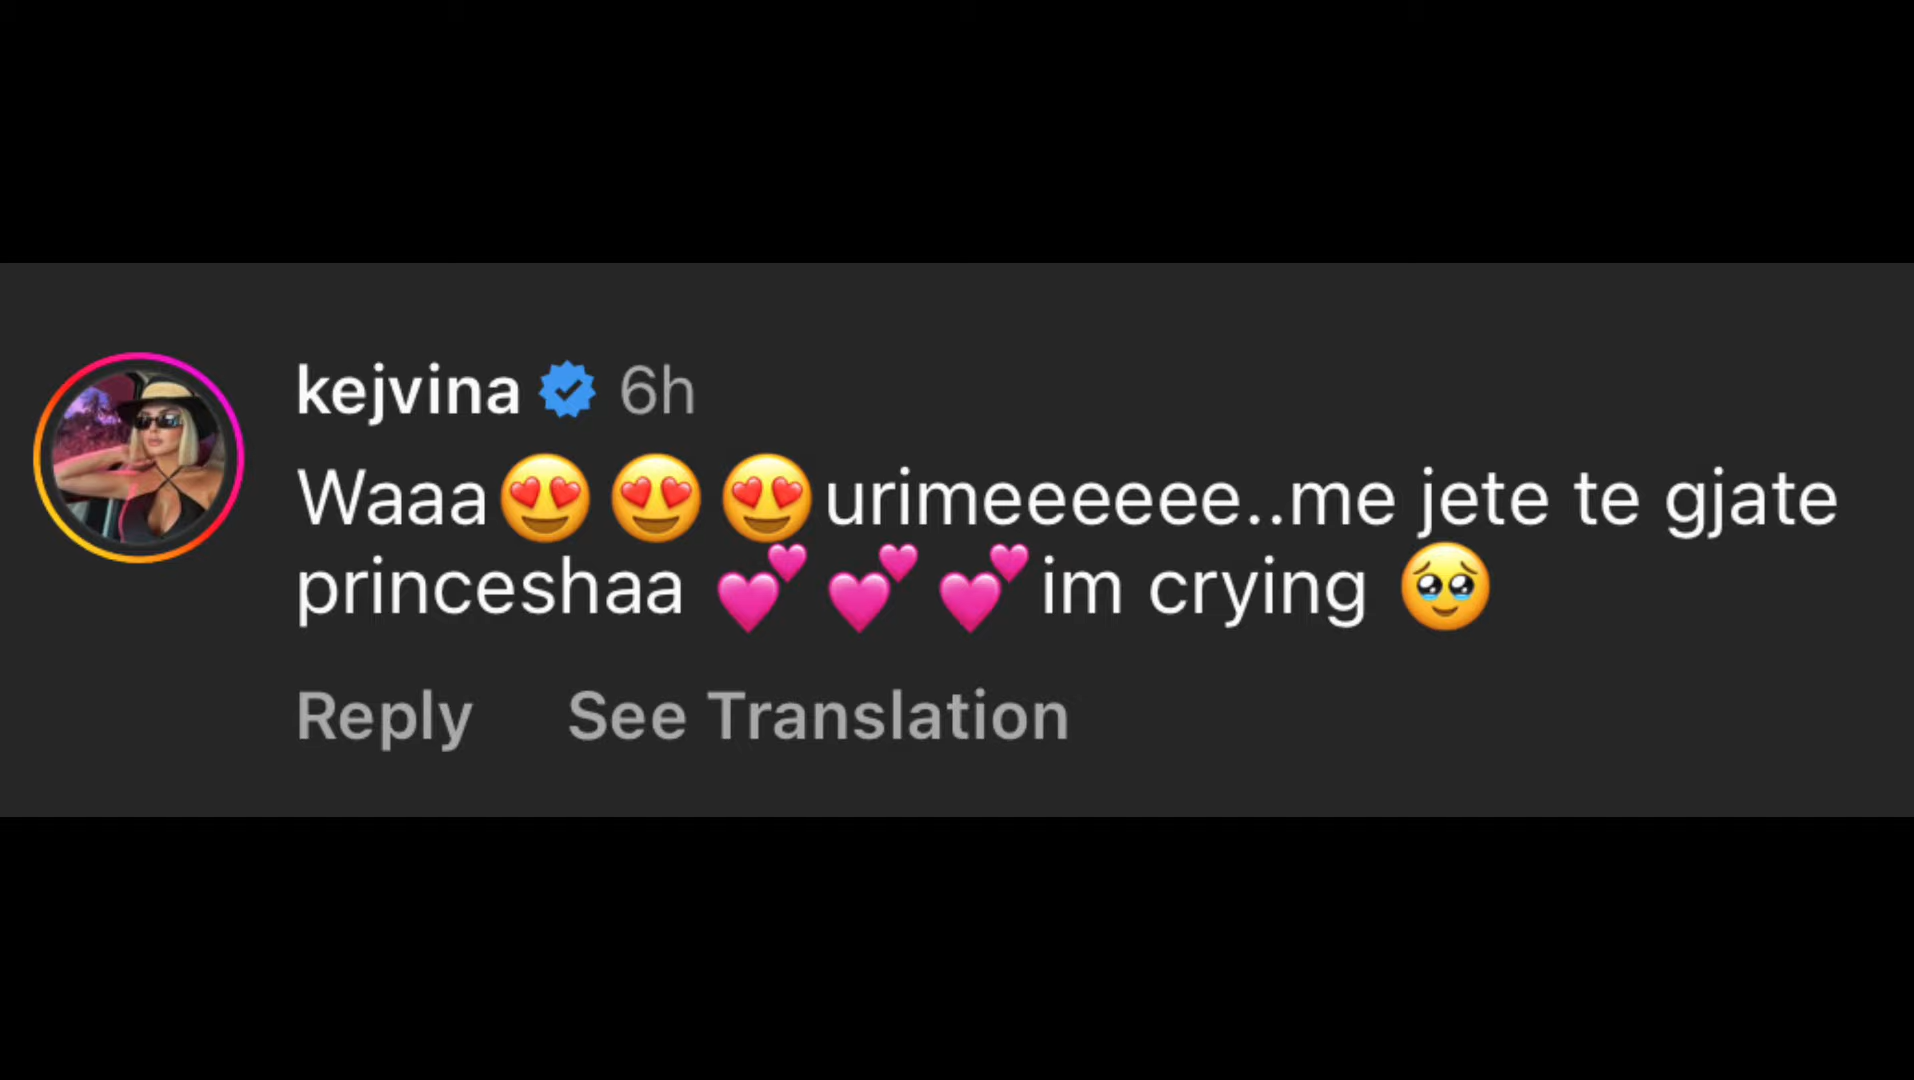 kejvina 6h
Waaa😍😍😍urimeeeeee..me jete te gjate
princeshaa 💕💕💕im crying 🥹
Reply See Translation